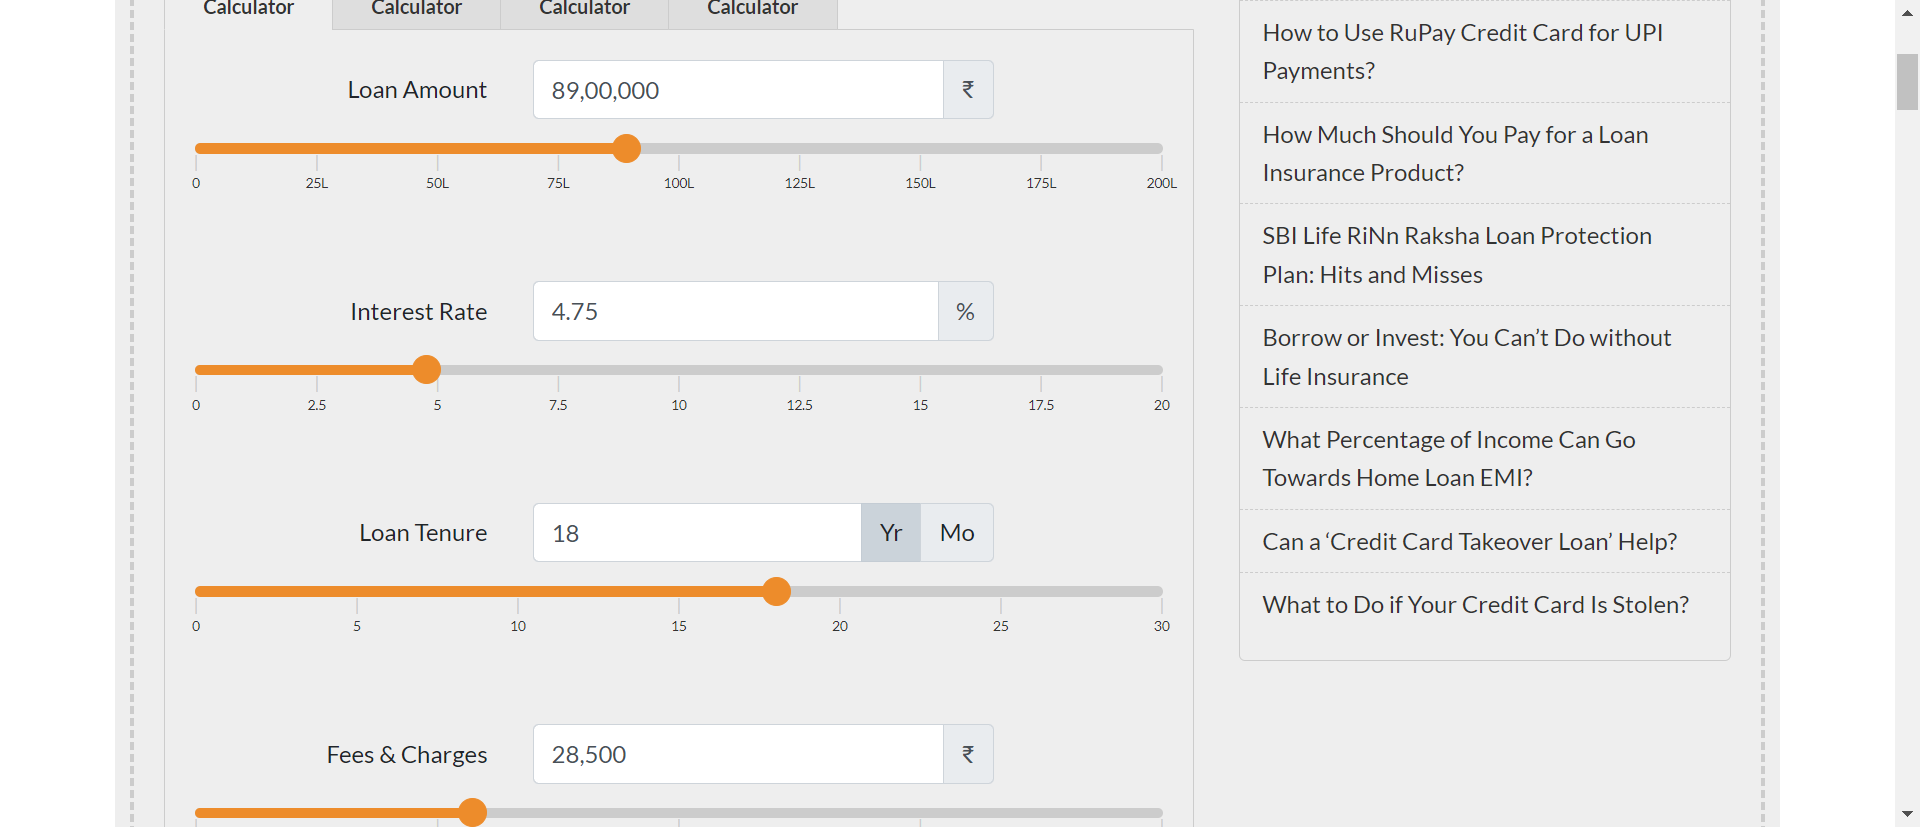 Calculator Calculator Calculator Calculator
Loan Amount 89,00,000 ₹
0 25L 50L 75L 100L 125L 150L 175L 200L
Interest Rate 4.75 %
0 2.5 5 7.5 10 12.5 15 17.5 20
Loan Tenure 18 Yr Mo
0 5 10 15 20 25 30
Fees & Charges 28,500 ₹
How to Use RuPay Credit Card for UPI
Payments?
How Much Should You Pay for a Loan
Insurance Product?
SBI Life RiNn Raksha Loan Protection
Plan: Hits and Misses
Borrow or Invest: You Can’t Do without
Life Insurance
What Percentage of Income Can Go
Towards Home Loan EMI?
Can a ‘Credit Card Takeover Loan’ Help?
What to Do if Your Credit Card Is Stolen?